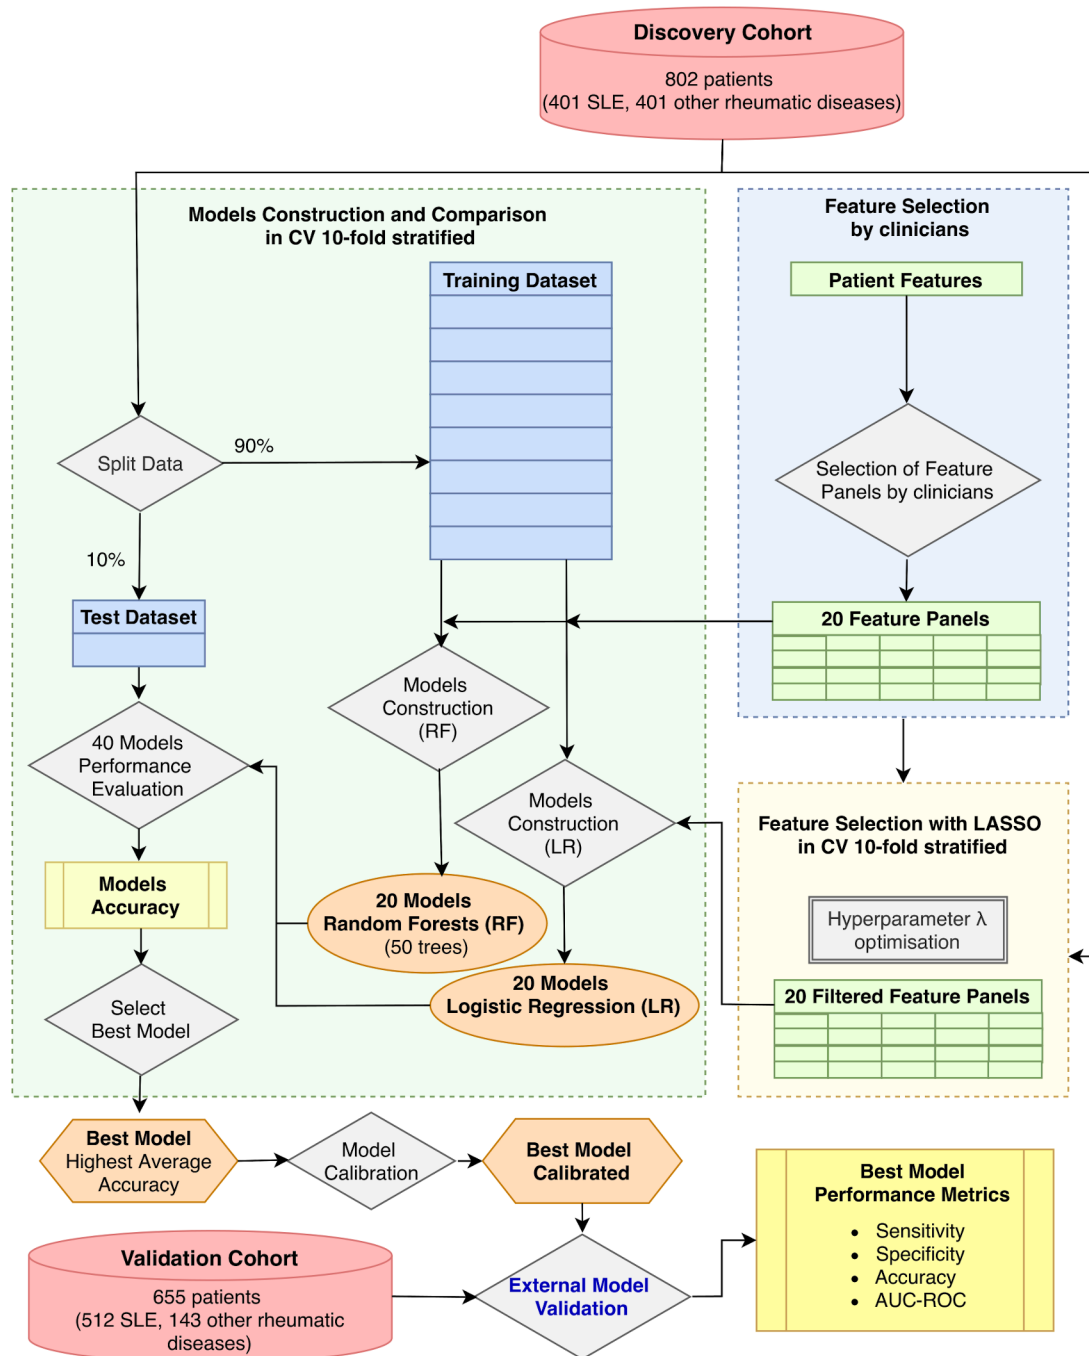 Discovery Cohort
802 patients
(401 SLE, 401 other rheumatic diseases)
Models Construction and Comparison
in CV 10-fold stratified
Training Dataset
Split Data
90%
10%
Test Dataset
Feature Selection
by clinicians
Patient Features
Selection of Feature
Panels by clinicians
20 Feature Panels
Models
Construction
(RF)
40 Models
Performance
Evaluation
Models
Construction
(LR)
Feature Selection with LASSO
in CV 10-fold stratified
Hyperparameter λ
optimisation
20 Filtered Feature Panels
Models
Accuracy
20 Models
Random Forests (RF)
(50 trees)
20 Models
Logistic Regression (LR)
Select
Best Model
Best Model
Highest Average
Accuracy
Model
Calibration
Best Model
Calibrated
Validation Cohort
655 patients
(512 SLE, 143 other rheumatic
diseases)
External Model
Validation
Best Model
Performance Metrics
• Sensitivity
• Specificity
• Accuracy
• AUC-ROC